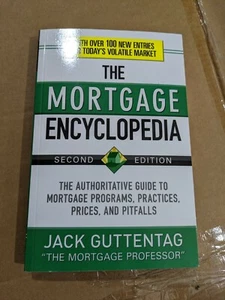 WITH OVER 100 NEW ENTRIES
TODAY'S VOLATILE MARKET
THE
MORTGAGE
ENCYCLOPEDIA
SECOND EDITION
THE AUTHORITATIVE GUIDE TO
MORTGAGE PROGRAMS, PRACTICES,
PRICES, AND PITFALLS
JACK GUTTENTAG
"THE MORTGAGE PROFESSOR"